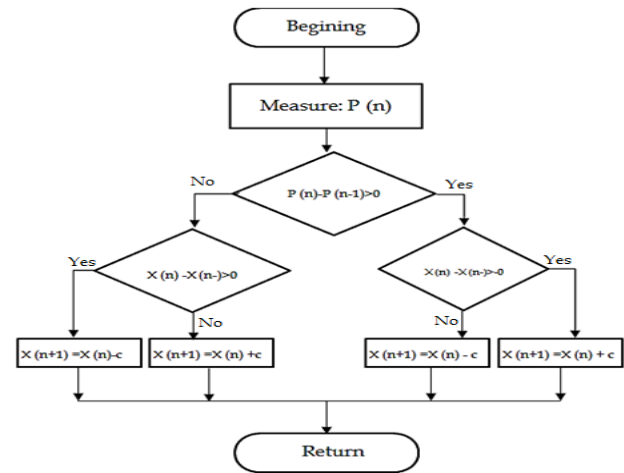 Begining
Measure: P (n)
No
P (n)-P (n-1)>0
Yes
Yes
X (n) -X (n-)>0
X(n) -X(n-)>-0
Yes
No
No
X (n+1) =X (n)-c
X (n+1) =X (n) +c
X (n+1) =X (n) - c
X (n+1) =X (n) + c
Return